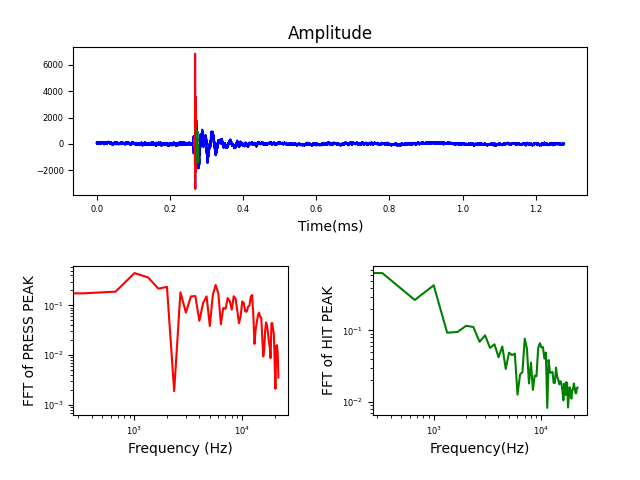 Amplitude
6000
4000
2000
0
−2000
0.0 0.2 0.4 0.6 0.8 1.0 1.2
Time(ms)
FFT of PRESS PEAK
10⁻¹
10⁻²
10⁻³
10³ 10⁴
Frequency (Hz)
FFT of HIT PEAK
10⁻¹
10⁻²
10³ 10⁴
Frequency(Hz)